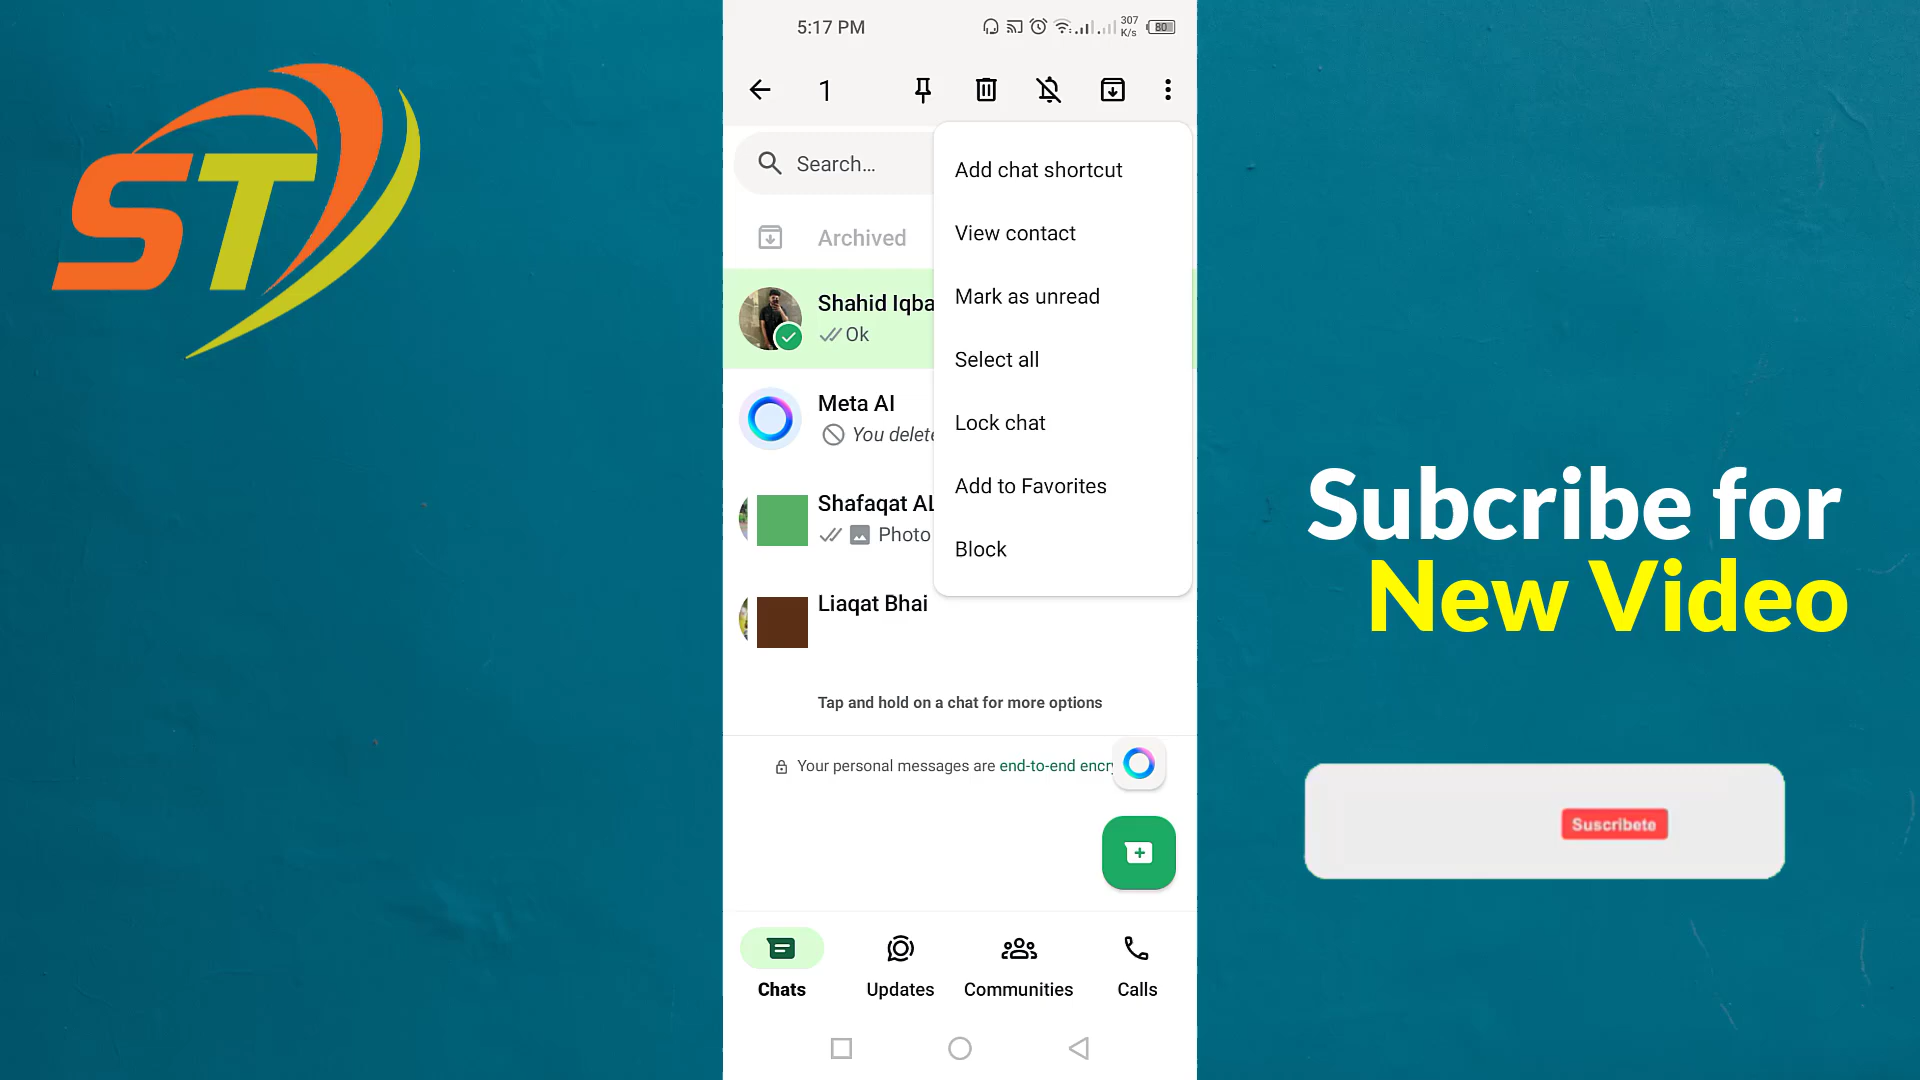 ST
5:17 PM
307
K/s
80
1
Search...
Archived
Shahid Iqba
Ok
Meta AI
You delete
Shafaqat AL
Photo
Liaqat Bhai
Add chat shortcut
View contact
Mark as unread
Select all
Lock chat
Add to Favorites
Block
Tap and hold on a chat for more options
Your personal messages are end-to-end encry
Chats
Updates
Communities
Calls
Subcribe for
New Video
Suscribete